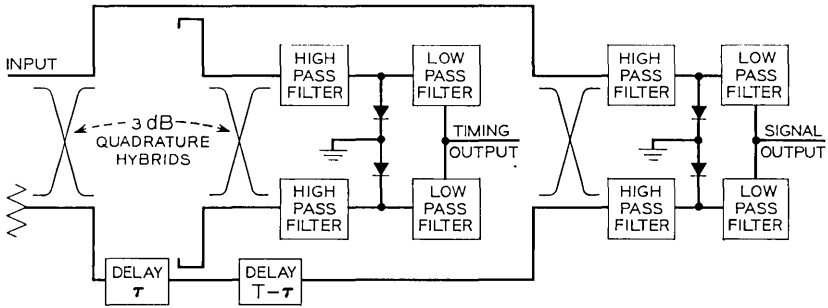 INPUT
3 dB
QUADRATURE
HYBRIDS
HIGH
PASS
FILTER
LOW
PASS
FILTER
TIMING
OUTPUT
HIGH
PASS
FILTER
LOW
PASS
FILTER
DELAY
τ
DELAY
T-τ
HIGH
PASS
FILTER
LOW
PASS
FILTER
SIGNAL
OUTPUT
HIGH
PASS
FILTER
LOW
PASS
FILTER